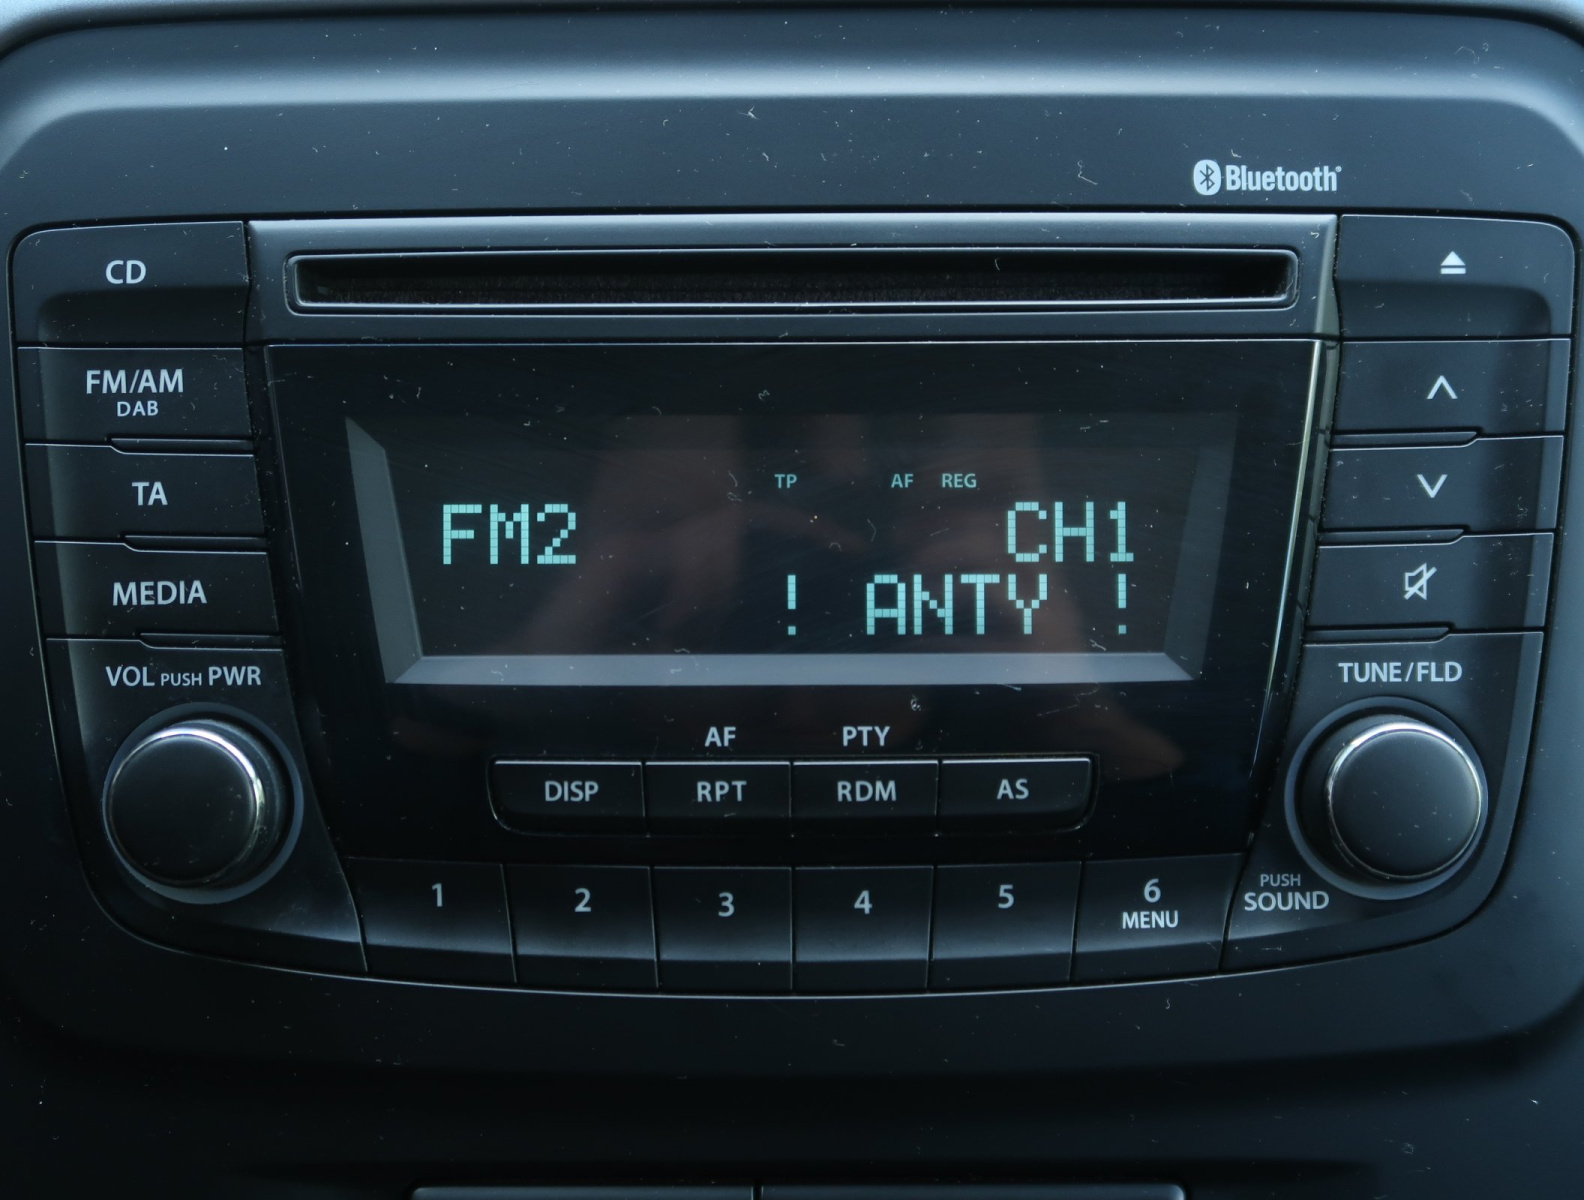 Bluetooth®
CD
FM/AM
DAB
TA
MEDIA
VOL PUSH PWR
TP AF REG
FM2 CH1
! ANTY !
TUNE/FLD
AF PTY
DISP RPT RDM AS
1 2 3 4 5 6
MENU
PUSH
SOUND